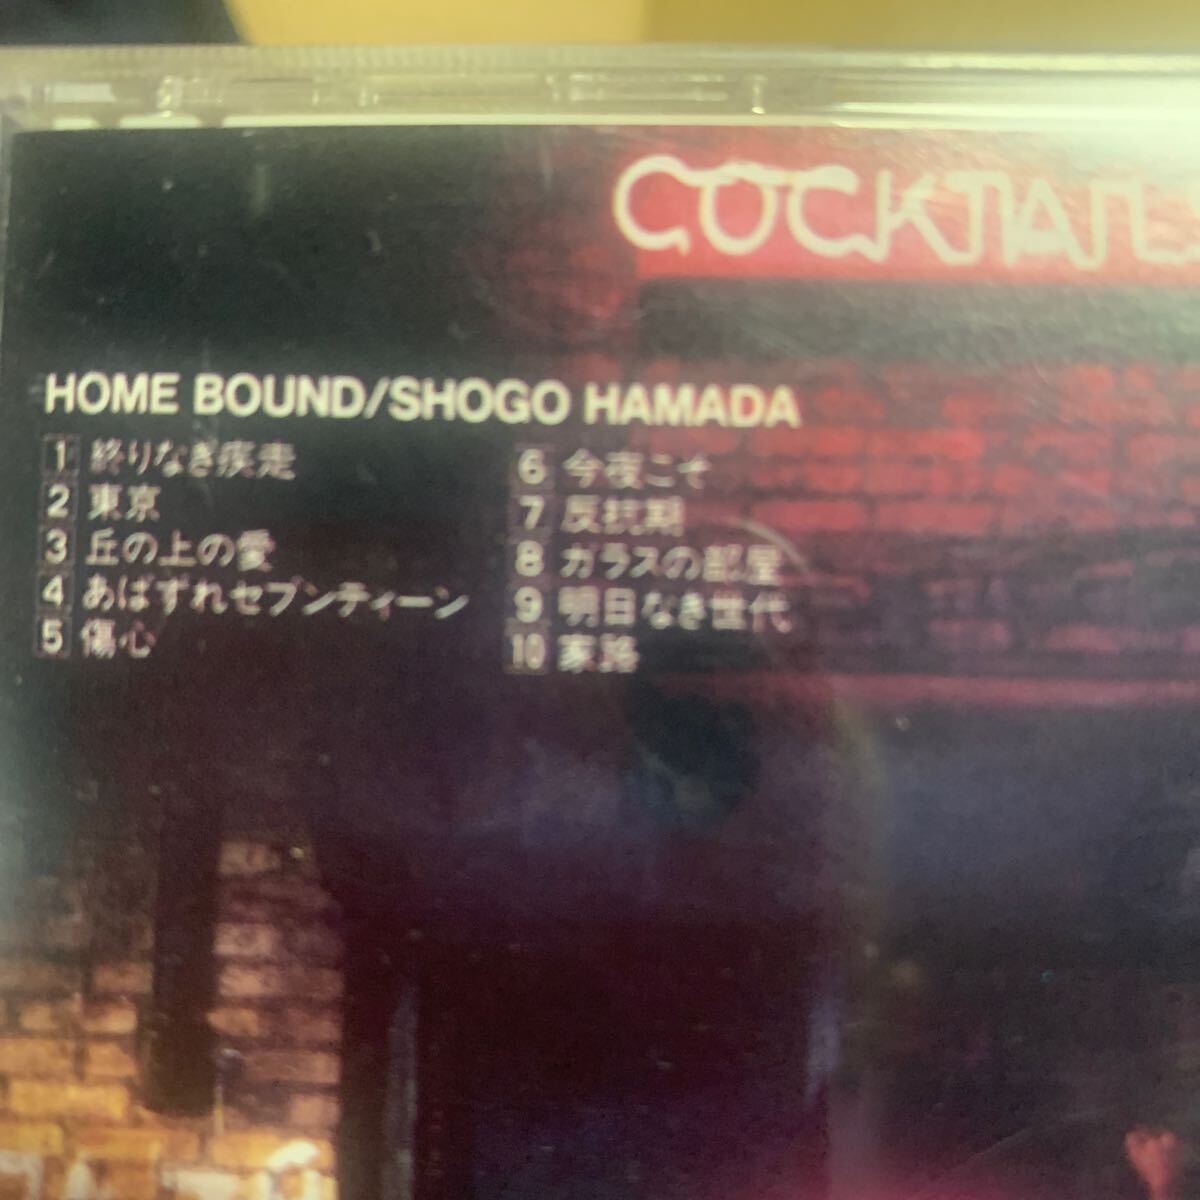 COCKTAILS
HOME BOUND/SHOGO HAMADA
1 終りなき疾走
2 東京
3 丘の上の愛
4 あばずれセブンティーン
5 傷心
6 今夜こそ
7 反抗期
8 ガラスの部屋
9 明日なき世代
10 家路